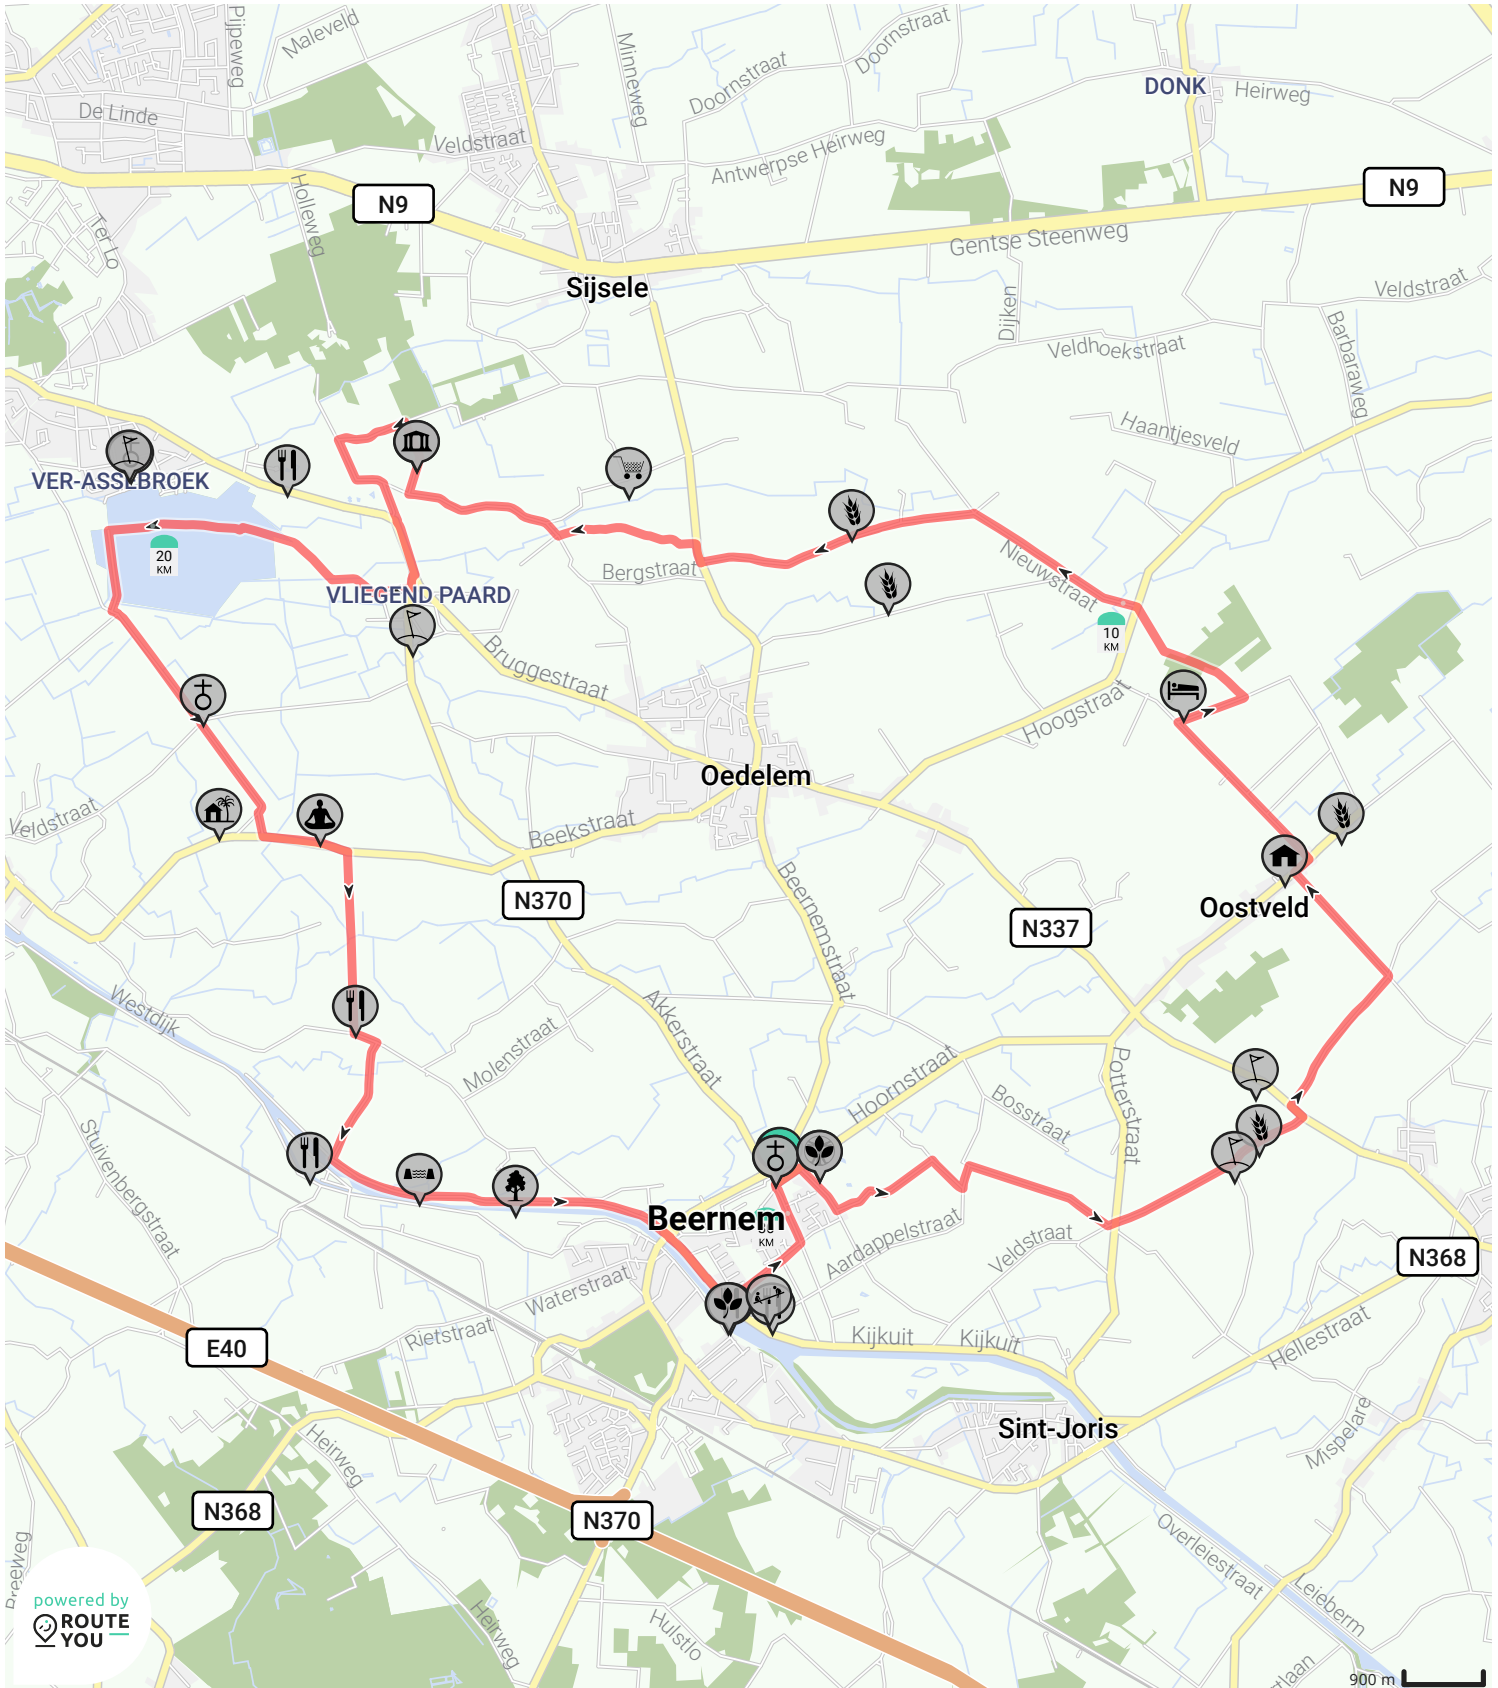 Pijpeweg
Maleveld
Minneweg
Doornstraat
Doornstraat
DONK
Heirweg
De Linde
Veldstraat
Antwerpse Heirweg
N9
N9
Holleweg
Ter Lo
Gentse Steenweg
Sijsele
Dijken
Veldstraat
Veldhoekstraat
Barbaraweg
Haantjesveld
VER-ASSEBROEK
20
KM
Bergstraat
Nieuwstraat
VLIEGEND PAARD
10
KM
Bruggestraat
Hoogstraat
Oedelem
Veldstraat
Beekstraat
Beernemstraat
N370
N337
Oostveld
Westdijk
Akkerstraat
Molenstraat
Hoornstraat
Bosstraat
Potterstraat
Stuivenbergstraat
Beernem
KM
Aardappelstraat
Veldstraat
N368
Waterstraat
Rietstraat
Kijkuit
Kijkuit
Hellestraat
E40
Sint-Joris
Mispelare
Heirweg
N368
N370
Overleiestraat
Breeweg
Leieberm
Heirweg
Hulstlo
powered by
ROUTE
YOU
900 m